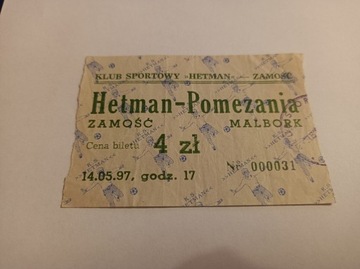 KLUB SPORTOWY »HETMAN« — ZAMOŚĆ
Hetman-Pomezania
ZAMOŚĆ MALBORK
Cena biletu 4 zł
14.05.97, godz. 17 Nr 000031